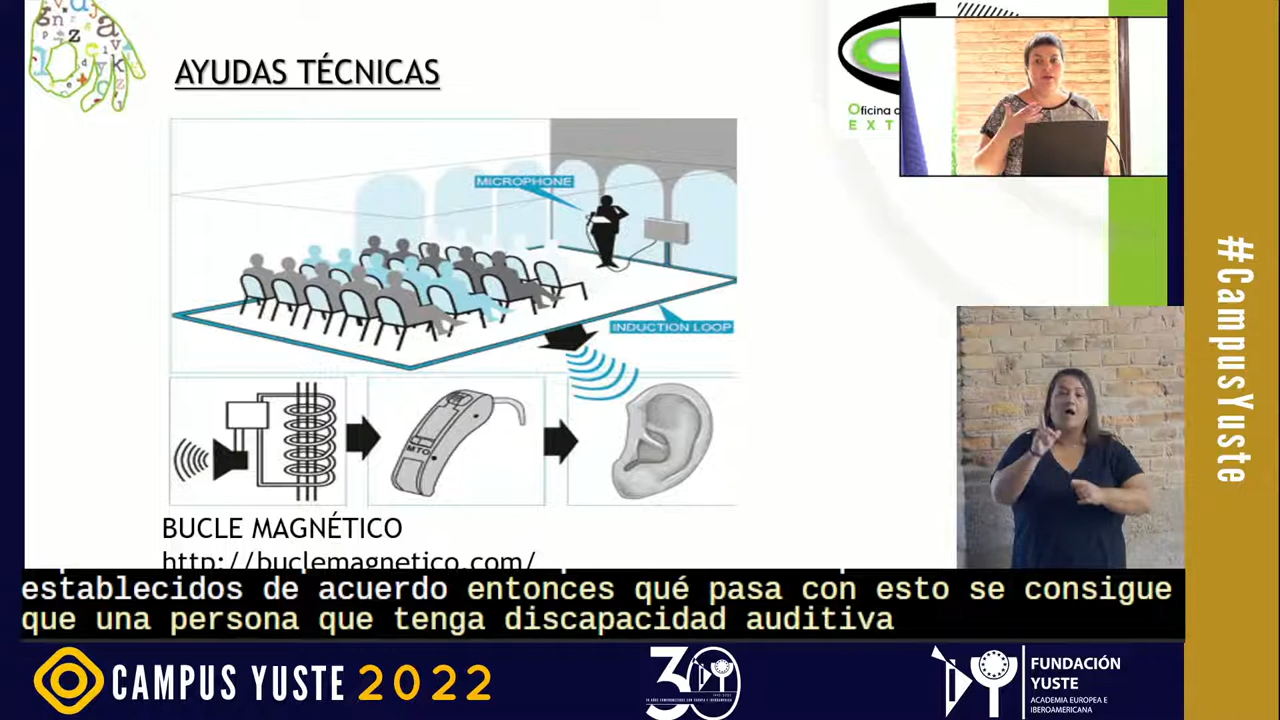 AYUDAS TÉCNICAS
Oficina
EXT
MICROPHONE
INDUCTION LOOP
MTO
BUCLE MAGNÉTICO
http://buclemagnetico.com/
establecidos de acuerdo entonces qué pasa con esto se consigue
que una persona que tenga discapacidad auditiva
#CampusYuste
CAMPUS YUSTE 2022
30
FUNDACIÓN
YUSTE
ACADEMIA EUROPEA E
IBEROAMERICANA